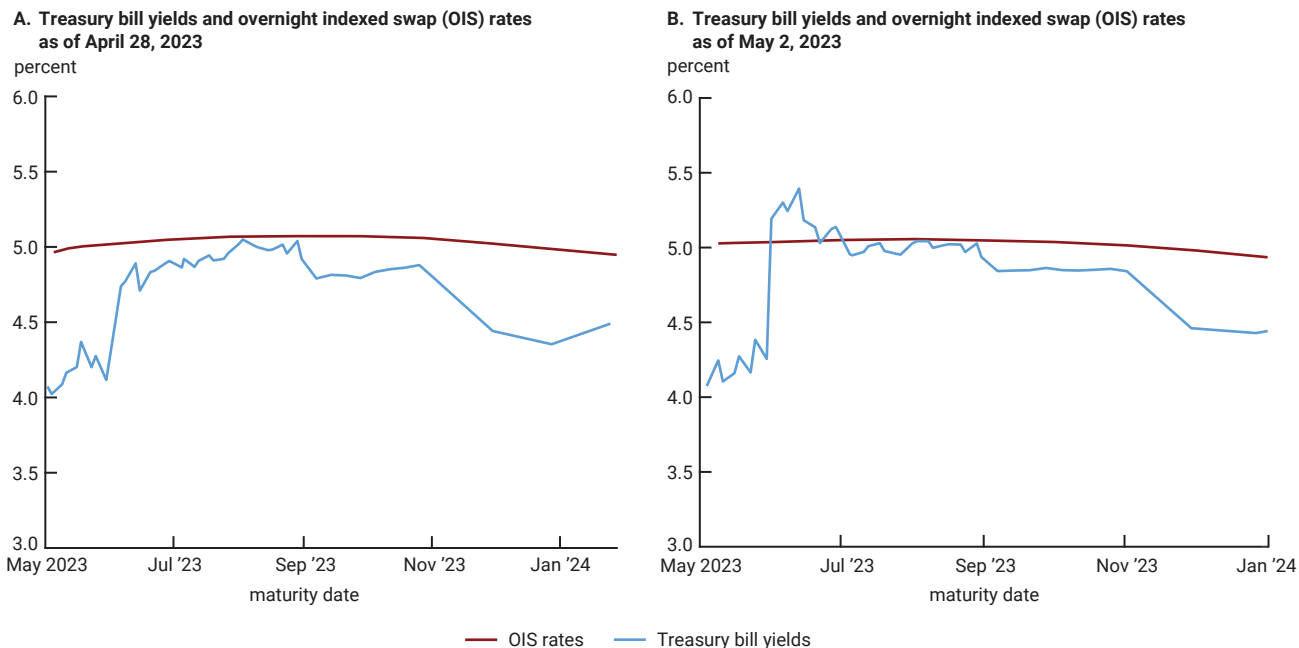 A. Treasury bill yields and overnight indexed swap (OIS) rates
as of April 28, 2023
percent
6.0
5.5
5.0
4.5
4.0
3.5
3.0
May 2023 Jul ’23 Sep ’23 Nov ’23 Jan ’24
maturity date
B. Treasury bill yields and overnight indexed swap (OIS) rates
as of May 2, 2023
percent
6.0
5.5
5.0
4.5
4.0
3.5
3.0
May 2023 Jul ’23 Sep ’23 Nov ’23 Jan ’24
maturity date
OIS rates Treasury bill yields